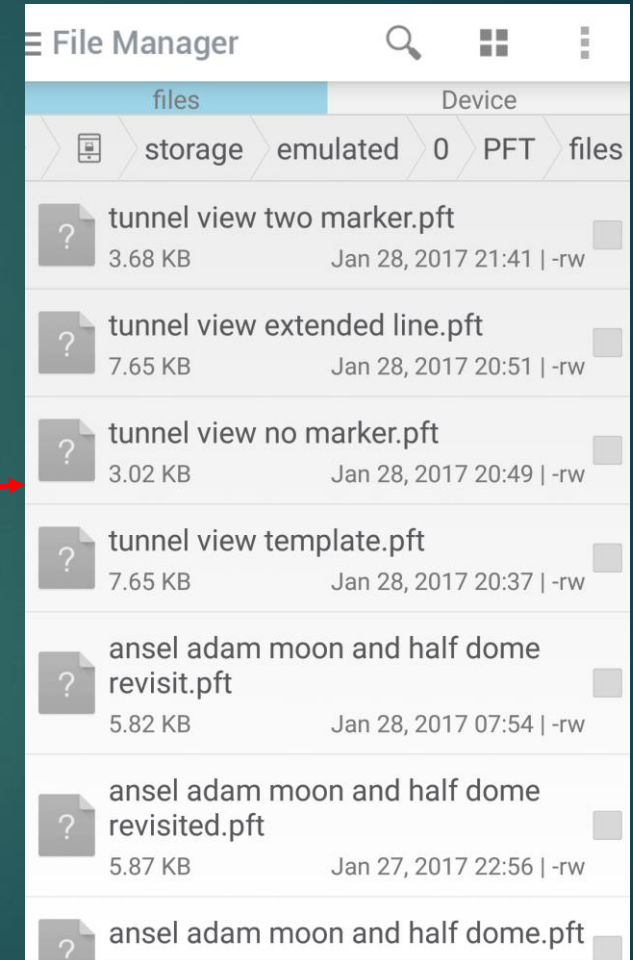 File Manager
files Device
storage emulated 0 PFT files
? tunnel view two marker.pft
3.68 KB Jan 28, 2017 21:41 | -rw
? tunnel view extended line.pft
7.65 KB Jan 28, 2017 20:51 | -rw
? tunnel view no marker.pft
3.02 KB Jan 28, 2017 20:49 | -rw
? tunnel view template.pft
7.65 KB Jan 28, 2017 20:37 | -rw
ansel adam moon and half dome
? revisit.pft
5.82 KB Jan 28, 2017 07:54 | -rw
ansel adam moon and half dome
? revisited.pft
5.87 KB Jan 27, 2017 22:56 | -rw
? ansel adam moon and half dome.pft